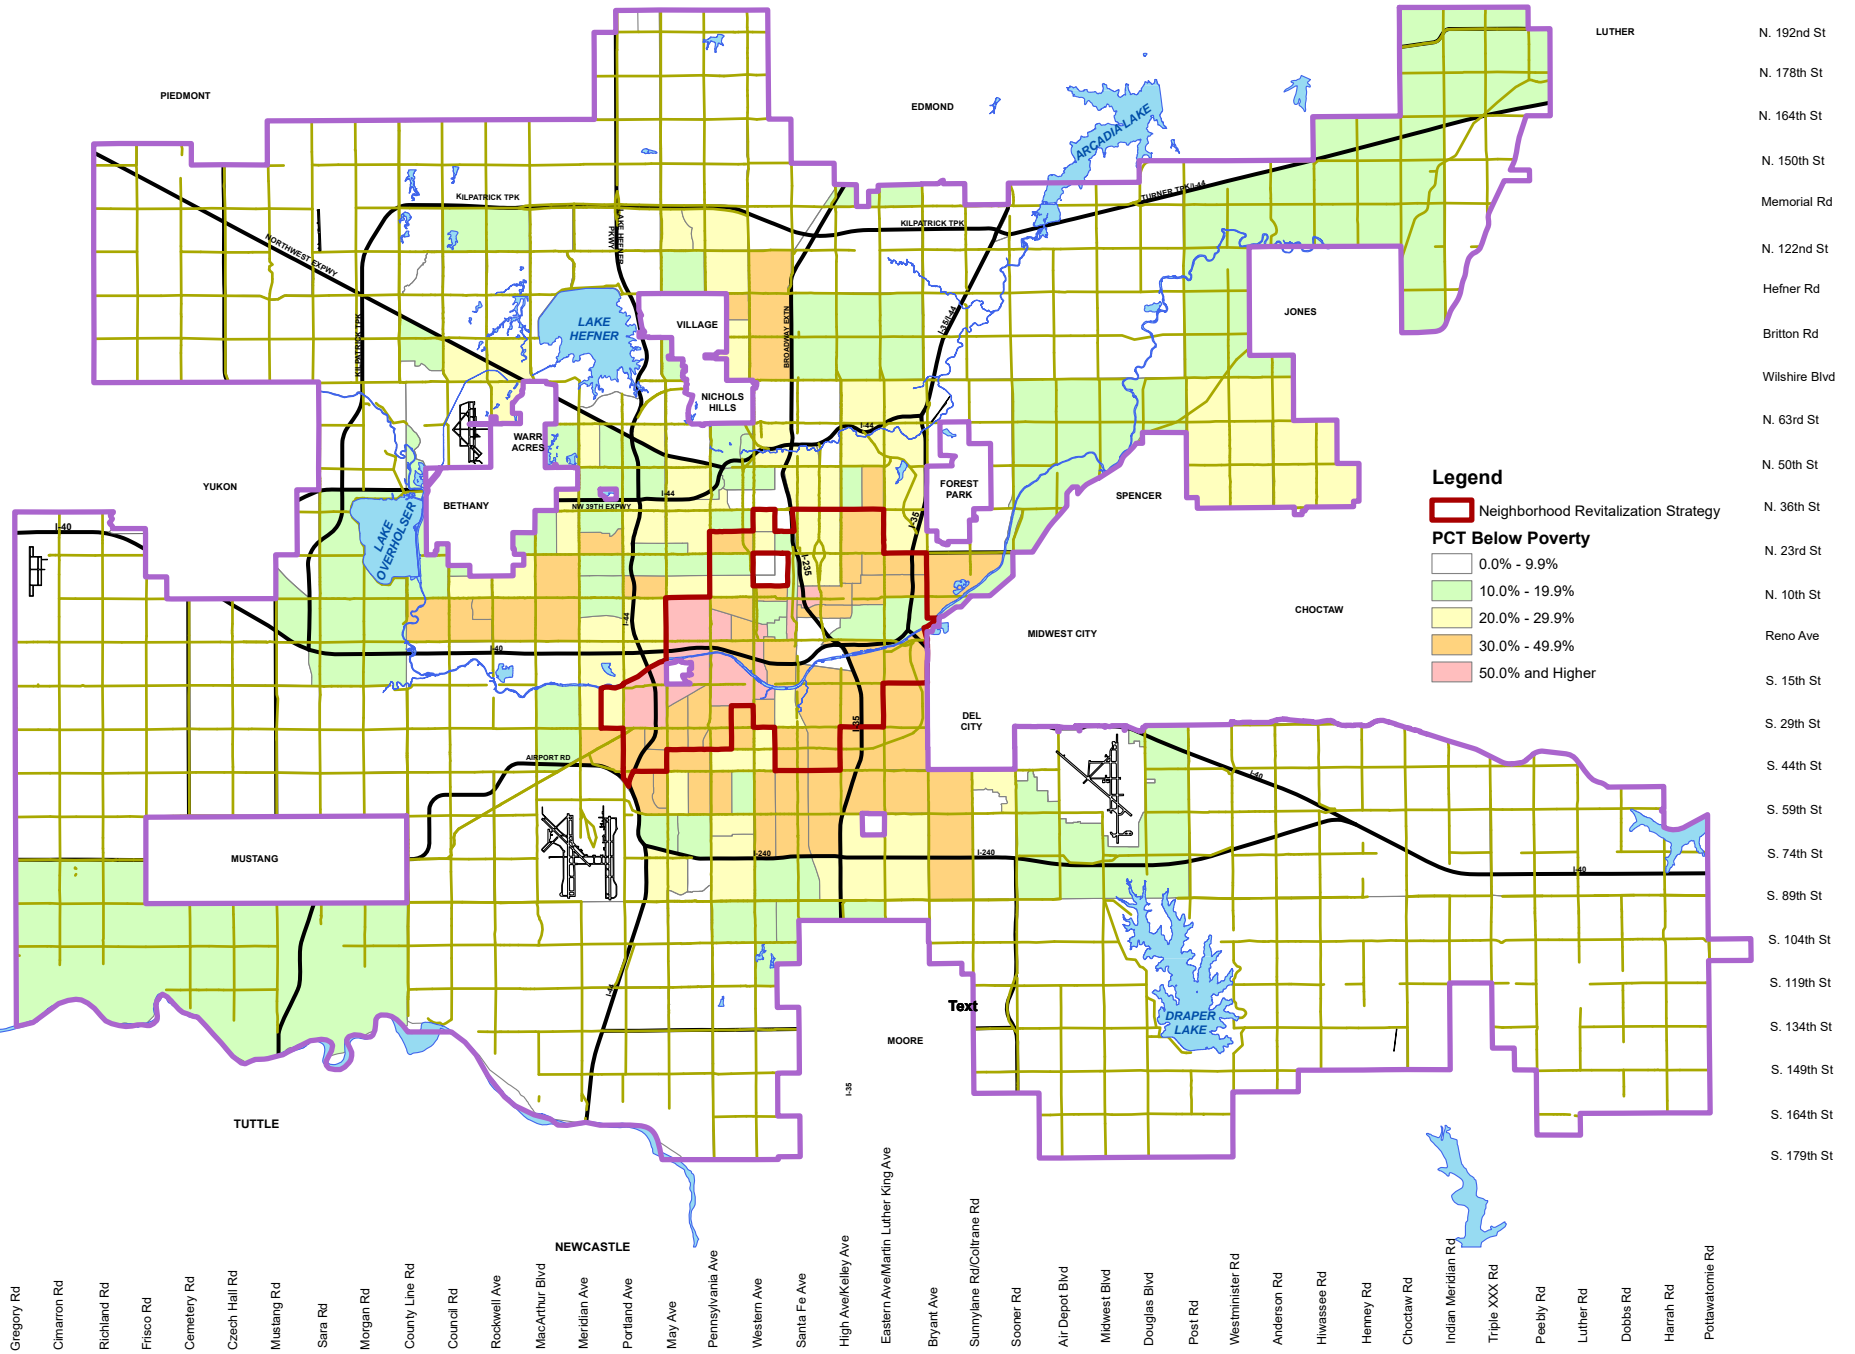 LUTHER
N. 192nd St
N. 178th St
PIEDMONT
EDMOND
ARCADIA LAKE
N. 164th St
N. 150th St
KILPATRICK TPK
TURNER TPK/I-44
Memorial Rd
LAKE HEFNER
PKWY
KILPATRICK TPK
NORTHWEST EXPWY
N. 122nd St
Hefner Rd
KILPATRICK TPK
LAKE
HEFNER
VILLAGE
BROADWAY EXTN
I-35/I-44
JONES
Britton Rd
Wilshire Blvd
NICHOLS
HILLS
N. 63rd St
I-44
WARR
ACRES
N. 50th St
Legend
YUKON
BETHANY
I-44
NW 39TH EXPWY
FOREST
PARK
SPENCER
N. 36th St
Neighborhood Revitalization Strategy
I-40
LAKE
OVERHOLSER
I-35
PCT Below Poverty
N. 23rd St
I-235
0.0% - 9.9%
10.0% - 19.9%
N. 10th St
CHOCTAW
I-44
20.0% - 29.9%
MIDWEST CITY
Reno Ave
I-40
30.0% - 49.9%
50.0% and Higher
S. 15th St
DEL
CITY
I-35
S. 29th St
AIRPORT RD
I-40
S. 44th St
S. 59th St
MUSTANG
I-240
I-240
S. 74th St
I-40
S. 89th St
S. 104th St
I-44
S. 119th St
Text
DRAPER
LAKE
MOORE
S. 134th St
S. 149th St
I-35
TUTTLE
S. 164th St
S. 179th St
NEWCASTLE
Gregory Rd
Cimarron Rd
Richland Rd
Frisco Rd
Cemetery Rd
Czech Hall Rd
Mustang Rd
Sara Rd
Morgan Rd
County Line Rd
Council Rd
Rockwell Ave
MacArthur Blvd
Meridian Ave
Portland Ave
May Ave
Pennsylvania Ave
Western Ave
Santa Fe Ave
High Ave/Kelley Ave
Eastern Ave/Martin Luther King Ave
Bryant Ave
Sunnylane Rd/Coltrane Rd
Sooner Rd
Air Depot Blvd
Midwest Blvd
Douglas Blvd
Post Rd
Westminister Rd
Anderson Rd
Hiwassee Rd
Henney Rd
Choctaw Rd
Indian Meridian Rd
Triple XXX Rd
Peebly Rd
Luther Rd
Dobbs Rd
Harrah Rd
Pottawatomie Rd